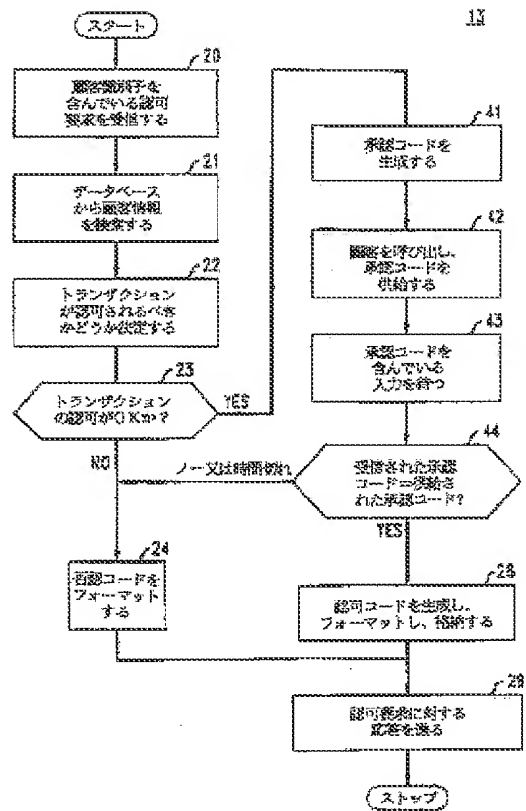 13
スタート
20
顧客識別子を
含んでいる認可
要求を受信する
21
データベース
から顧客情報
を検索する
22
トランザクション
が認可されるべき
かどうか決定する
23
トランザクション
の認可がOKか?
YES
NO
24
否認コードを
フォーマット
する
41
承認コードを
生成する
42
顧客を呼び出し、
承認コードを
供給する
43
承認コードを
含んでいる
入力を待つ
44
受信された承認
コード=供給さ
れた承認コード?
ノー又は時間切れ
YES
28
認可コードを生成し、
フォーマットし、格納する
29
認可要求に対する
応答を送る
ストップ